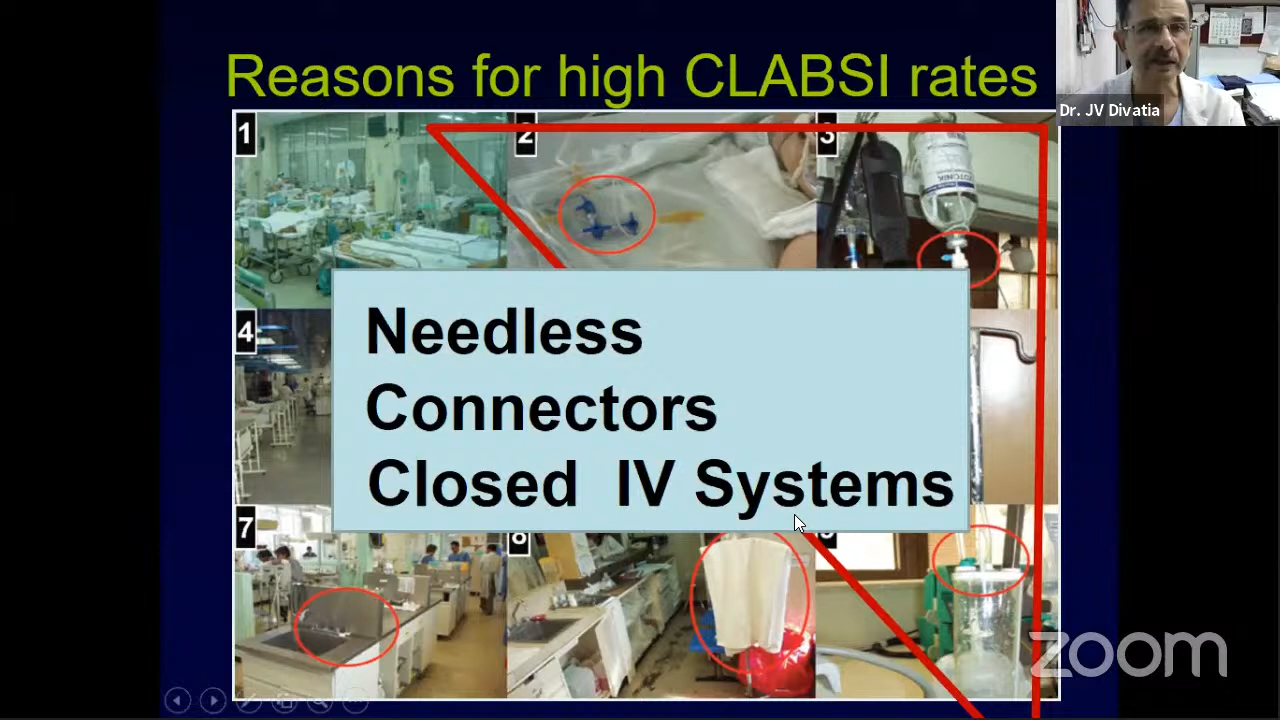 Reasons for high CLABSI rates
Dr. JV Divatia
1
2
3
Needless
Connectors
Closed IV Systems
4
7
8
zoom